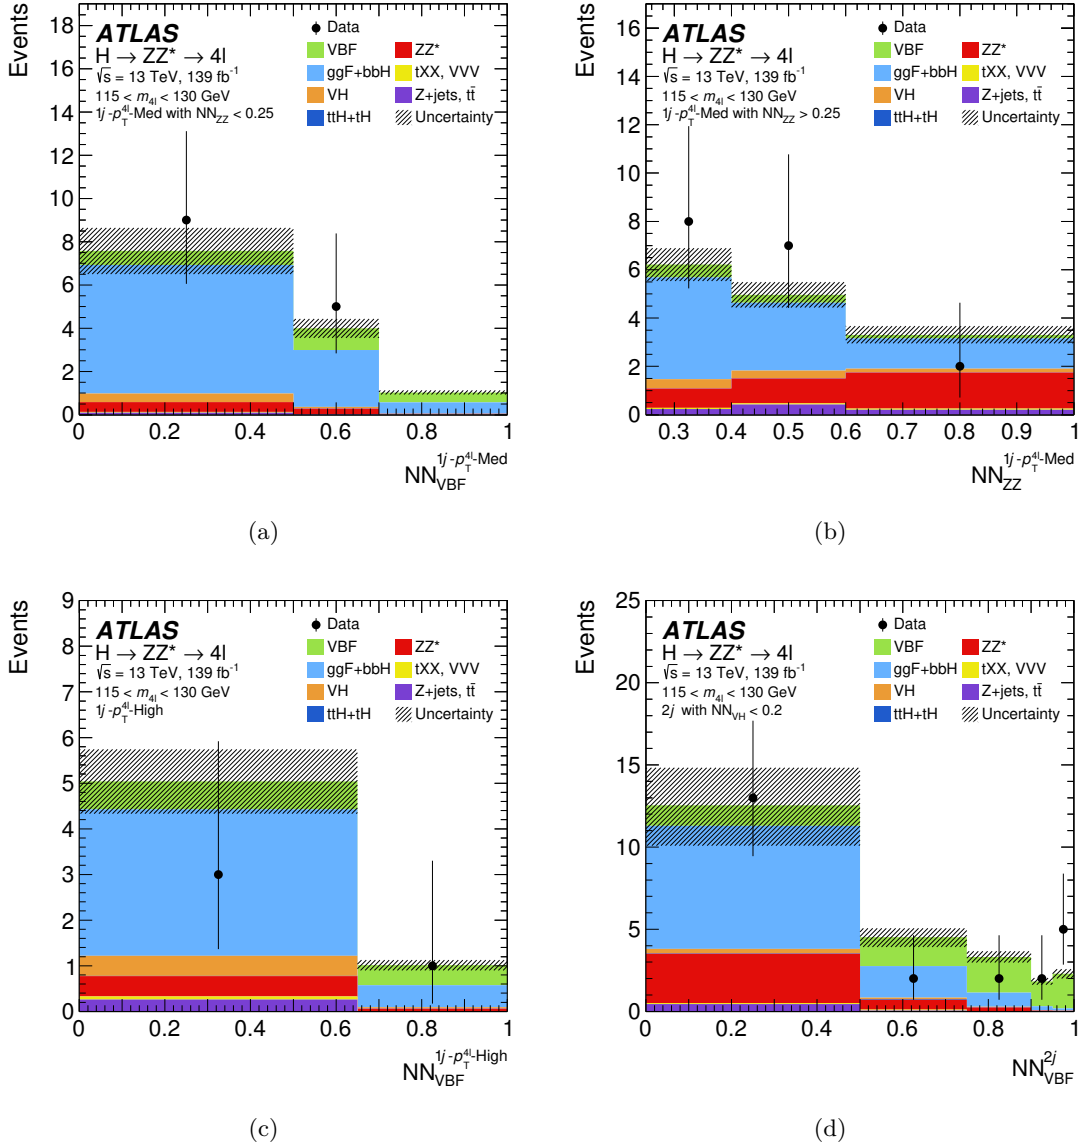 Events
18
16
14
12
10
8
6
4
2
0
ATLAS
H → ZZ* → 4l
√s = 13 TeV, 139 fb⁻¹
115 < m₄ₗ < 130 GeV
1j-p_T^4l-Med with NN_ZZ < 0.25
Data
VBF ZZ*
ggF+bbH tXX, VVV
VH Z+jets, tt̄
ttH+tH Uncertainty
0 0.2 0.4 0.6 0.8 1
NN_VBF^1j-p_T^4l-Med
(a)
Events
16
14
12
10
8
6
4
2
0
ATLAS
H → ZZ* → 4l
√s = 13 TeV, 139 fb⁻¹
115 < m₄ₗ < 130 GeV
1j-p_T^4l-Med with NN_ZZ > 0.25
Data
VBF ZZ*
ggF+bbH tXX, VVV
VH Z+jets, tt̄
ttH+tH Uncertainty
0.3 0.4 0.5 0.6 0.7 0.8 0.9 1
NN_ZZ^1j-p_T^4l-Med
(b)
Events
9
8
7
6
5
4
3
2
1
0
ATLAS
H → ZZ* → 4l
√s = 13 TeV, 139 fb⁻¹
115 < m₄ₗ < 130 GeV
1j-p_T^4l-High
Data
VBF ZZ*
ggF+bbH tXX, VVV
VH Z+jets, tt̄
ttH+tH Uncertainty
0 0.2 0.4 0.6 0.8 1
NN_VBF^1j-p_T^4l-High
(c)
Events
25
20
15
10
5
0
ATLAS
H → ZZ* → 4l
√s = 13 TeV, 139 fb⁻¹
115 < m₄ₗ < 130 GeV
2j with NN_VH < 0.2
Data
VBF ZZ*
ggF+bbH tXX, VVV
VH Z+jets, tt̄
ttH+tH Uncertainty
0 0.2 0.4 0.6 0.8 1
NN_VBF^2j
(d)